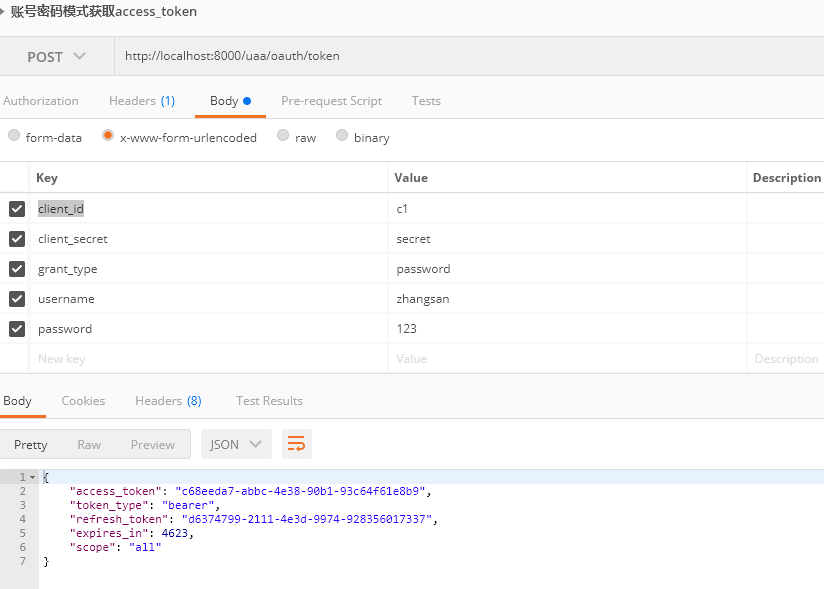 账号密码模式获取access_token
POST http://localhost:8000/uaa/oauth/token
Authorization Headers (1) Body Pre-request Script Tests
form-data x-www-form-urlencoded raw binary
Key Value Description
client_id c1
client_secret secret
grant_type password
username zhangsan
password 123
New key Value Description
Body Cookies Headers (8) Test Results
Pretty Raw Preview JSON
1 {
2 "access_token": "c68eeda7-abbc-4e38-90b1-93c64f61e8b9",
3 "token_type": "bearer",
4 "refresh_token": "d6374799-2111-4e3d-9974-928356017337",
5 "expires_in": 4623,
6 "scope": "all"
7 }